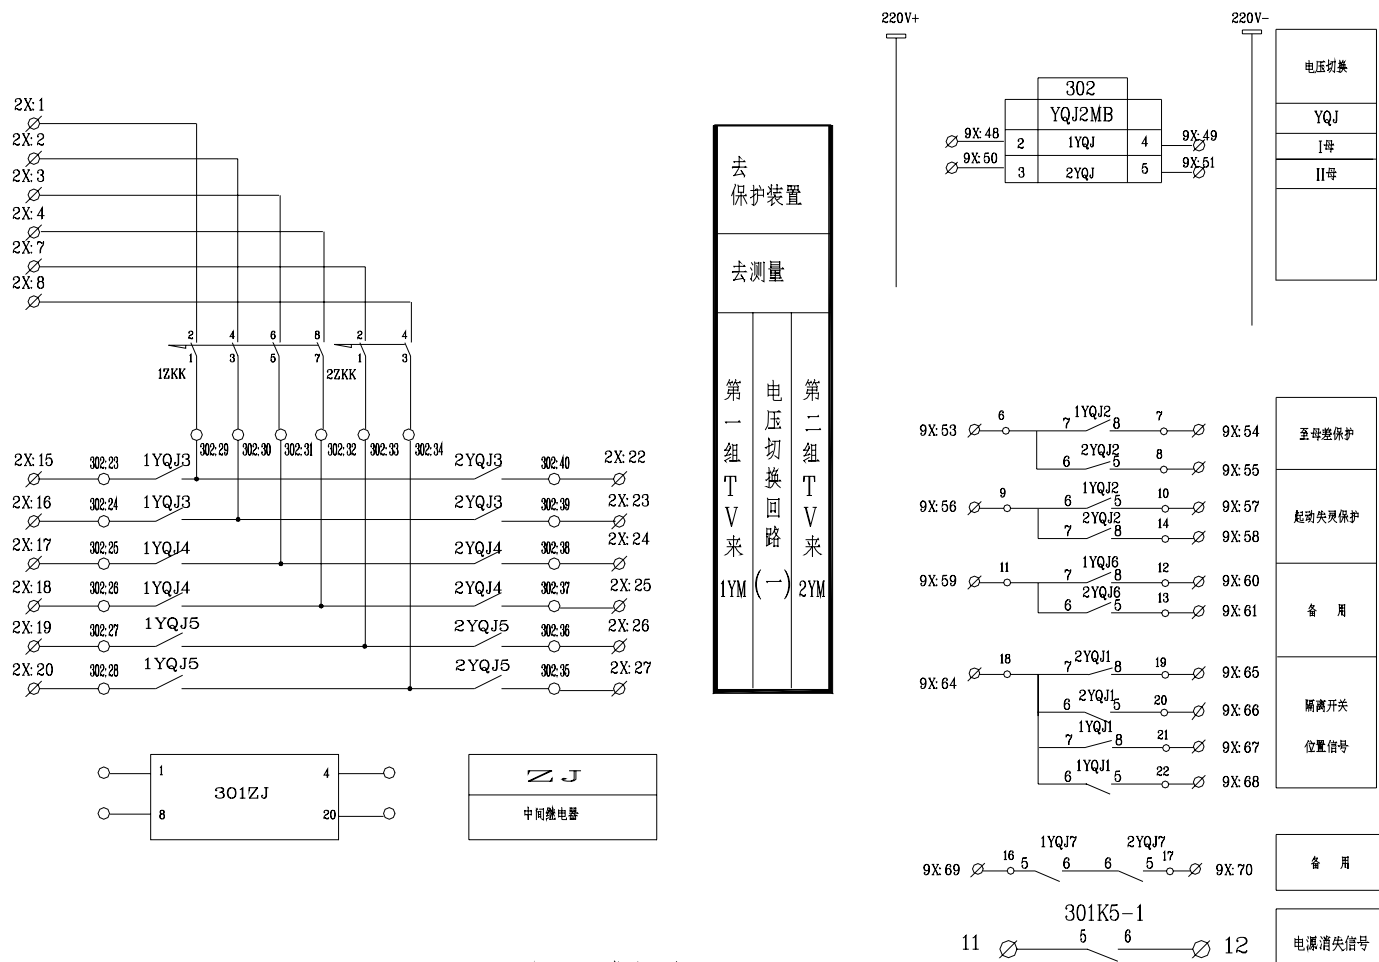 2X:1
2X:2
2X:3
2X:4
2X:7
2X:8
2 4 6 8 2 4
1 3 5 7 1 3
1ZKK 2ZKK
302:29 302:30 302:31 302:32 302:33 302:34
2X:15 302:23 1YQJ3 2YQJ3 302:40 2X:22
2X:16 302:24 1YQJ3 2YQJ3 302:39 2X:23
2X:17 302:25 1YQJ4 2YQJ4 302:38 2X:24
2X:18 302:26 1YQJ4 2YQJ4 302:37 2X:25
2X:19 302:27 1YQJ5 2YQJ5 302:36 2X:26
2X:20 302:28 1YQJ5 2YQJ5 302:35 2X:27
1 4
301ZJ
8 20
ZJ
中间继电器
去
保护装置
去测量
第一组TV来1YM
电压切换回路(一)
第二组TV来2YM
220V+ 220V-
302
YQJ2MB
9X:48 2 1YQJ 4 9X:49
9X:50 3 2YQJ 5 9X:51
电压切换
YQJ
I母
II母
9X:53 6 7 1YQJ2 8 7 9X:54
6 2YQJ2 5 8 9X:55
至母差保护
9X:56 9 6 1YQJ2 5 10 9X:57
7 2YQJ2 8 14 9X:58
起动失灵保护
9X:59 11 7 1YQJ6 8 12 9X:60
6 2YQJ6 5 13 9X:61
备 用
9X:64 18 7 2YQJ1 8 19 9X:65
6 2YQJ1 5 20 9X:66
7 1YQJ1 8 21 9X:67
6 1YQJ1 5 22 9X:68
隔离开关
位置信号
1YQJ7 2YQJ7
9X:69 16 5 6 6 5 17 9X:70
备 用
301K5-1
11 5 6 12
电源消失信号